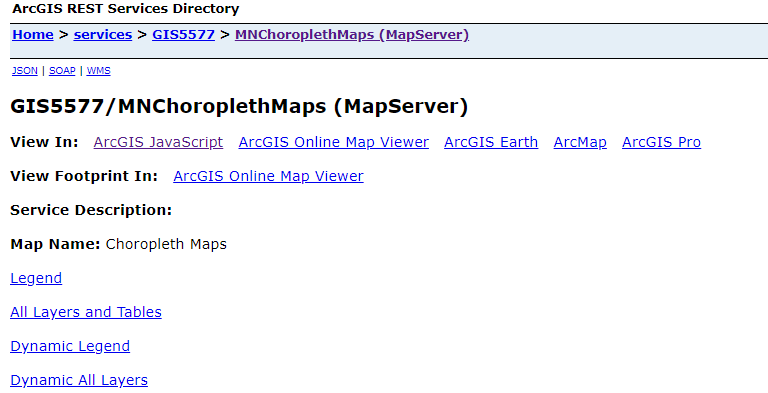 ArcGIS REST Services Directory
Home > services > GIS5577 > MNChoroplethMaps (MapServer)
JSON | SOAP | WMS
GIS5577/MNChoroplethMaps (MapServer)
View In: ArcGIS JavaScript ArcGIS Online Map Viewer ArcGIS Earth ArcMap ArcGIS Pro
View Footprint In: ArcGIS Online Map Viewer
Service Description:
Map Name: Choropleth Maps
Legend
All Layers and Tables
Dynamic Legend
Dynamic All Layers